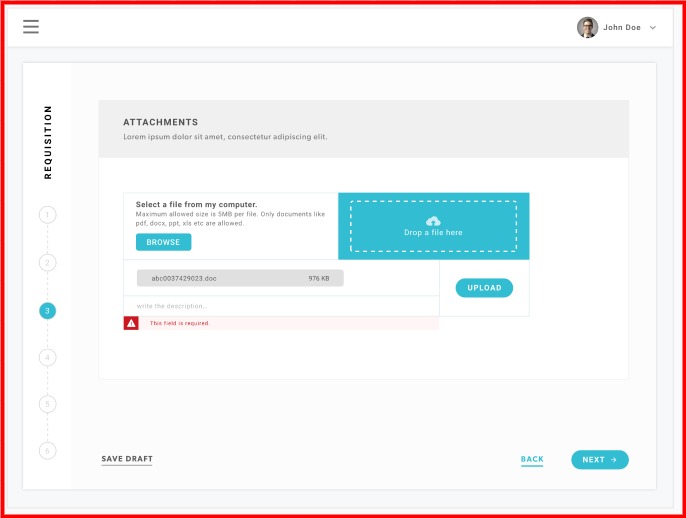 John Doe
REQUISITION
1
2
3
4
5
6
ATTACHMENTS
Lorem ipsum dolor sit amet, consectetur adipiscing elit.
Select a file from my computer.
Maximum allowed size is 5MB per file. Only documents like
pdf, docx, ppt, xls etc are allowed.
BROWSE
Drop a file here
abc0037429023.doc 976 KB
UPLOAD
write the description...
This field is required.
SAVE DRAFT
BACK
NEXT →